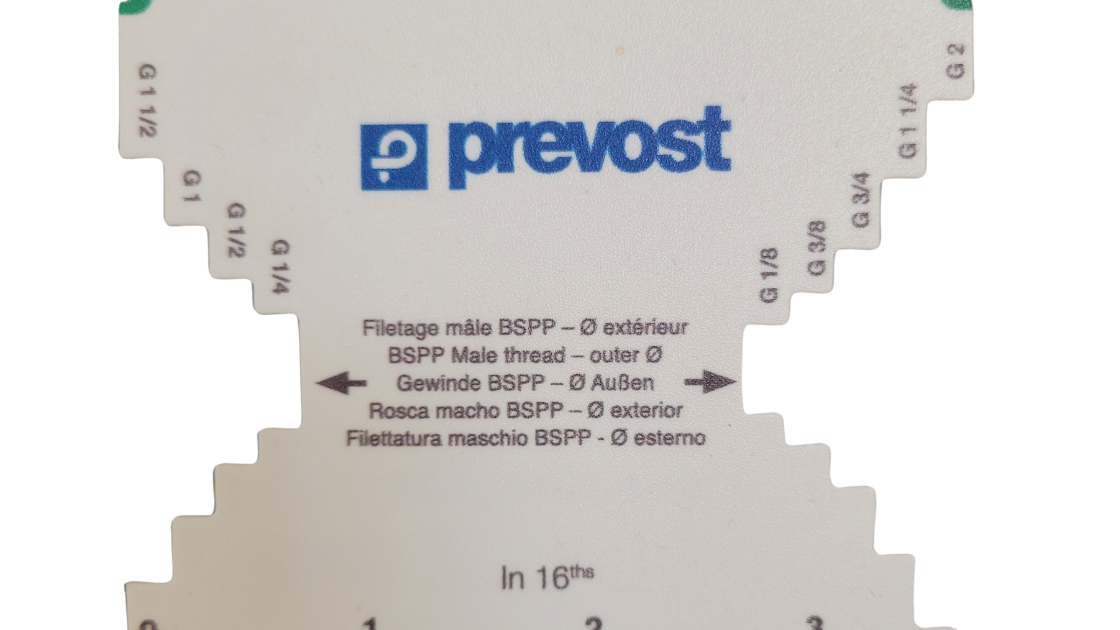 G 1 1/2
G 1
G 1/2
G 1/4
G 2
G 1 1/4
G 3/4
G 3/8
G 1/8
prevost
Filetage mâle BSPP – Ø extérieur
BSPP Male thread – outer Ø
Gewinde BSPP – Ø Außen
Rosca macho BSPP – Ø exterior
Filettatura maschio BSPP - Ø esterno
In 16ths
1 2 3